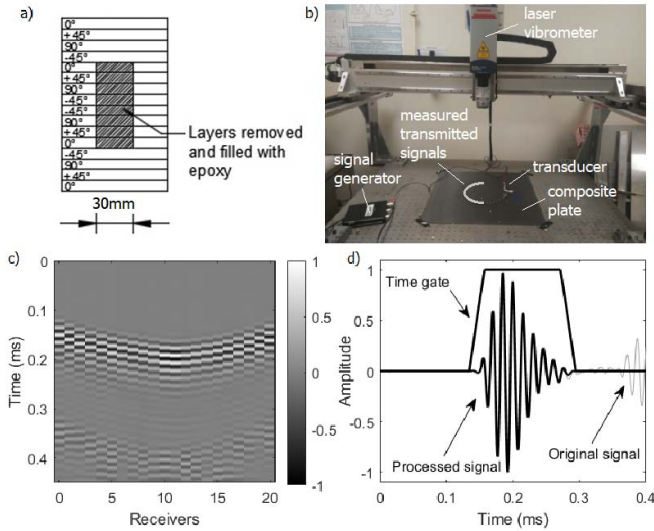 a)
0°
+45°
90°
-45°
0°
+45°
90°
-45°
-45°
90°
+45°
0°
-45°
90°
+45°
0°
Layers removed
and filled with
epoxy
30mm
b)
laser
vibrometer
measured
transmitted
signals
signal
generator
transducer
composite
plate
c)
0
0.1
0.2
0.3
0.4
Time (ms)
0
5
10
15
20
Receivers
1
0.5
0
-0.5
-1
d)
1
0.5
0
-0.5
-1
Amplitude
Time gate
Processed signal
Original signal
0
0.1
0.2
0.3
0.4
Time (ms)